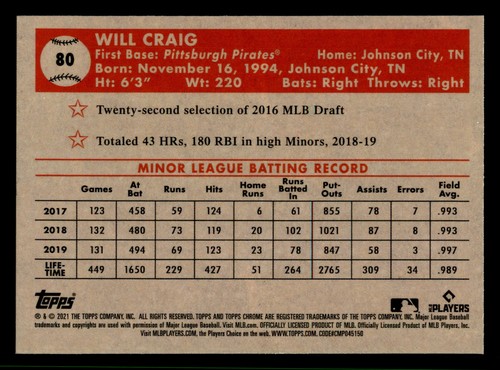 80
WILL CRAIG
First Base: Pittsburgh Pirates® Home: Johnson City, TN
Born: November 16, 1994, Johnson City, TN
Ht: 6'3" Wt: 220 Bats: Right Throws: Right
Twenty-second selection of 2016 MLB Draft
Totaled 43 HRs, 180 RBI in high Minors, 2018-19
MINOR LEAGUE BATTING RECORD
Games At Bat Runs Hits Home Runs Runs Batted In Put-Outs Assists Errors Field Avg.
2017 123 458 59 124 6 61 855 78 7 .993
2018 132 480 73 119 20 102 1021 87 8 .993
2019 131 494 69 123 23 78 847 58 3 .997
LIFE-TIME 449 1650 229 427 51 264 2765 309 34 .989
Topps
MLB PLAYERS
® & © 2021 THE TOPPS COMPANY, INC. ALL RIGHTS RESERVED. TOPPS AND TOPPS CHROME ARE REGISTERED TRADEMARKS OF THE TOPPS COMPANY, INC. Major League Baseball trademarks and
copyrights are used with permission of Major League Baseball. Visit MLB.com. OFFICIALLY LICENSED PRODUCT OF MLB PLAYERS, INC.
MLBPLAYERS.COM, the Players Choice on the web. WWW.TOPPS.COM. CODE#CMP045150